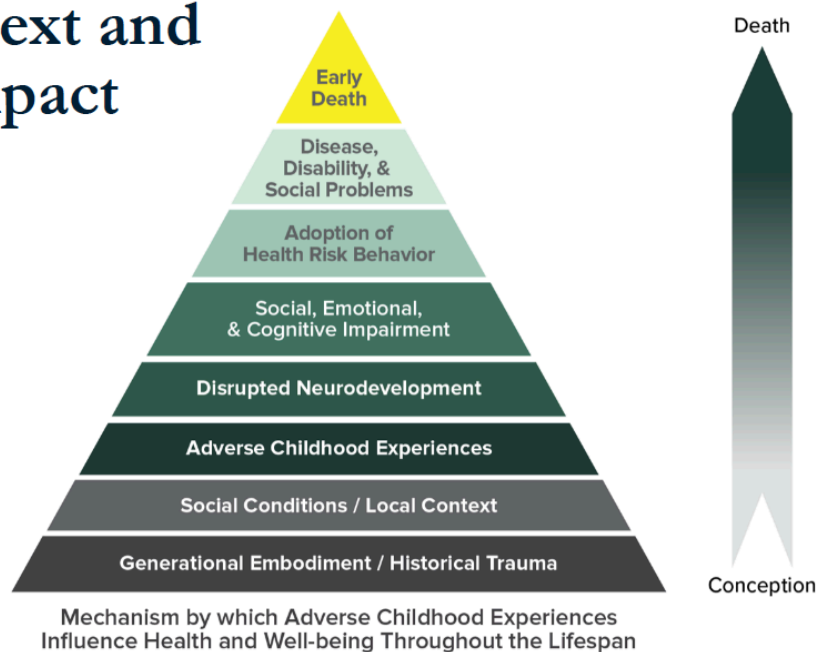 ext and
pact
Early
Death
Disease,
Disability, &
Social Problems
Adoption of
Health Risk Behavior
Social, Emotional,
& Cognitive Impairment
Disrupted Neurodevelopment
Adverse Childhood Experiences
Social Conditions / Local Context
Generational Embodiment / Historical Trauma
Mechanism by which Adverse Childhood Experiences
Influence Health and Well-being Throughout the Lifespan
Death
Conception